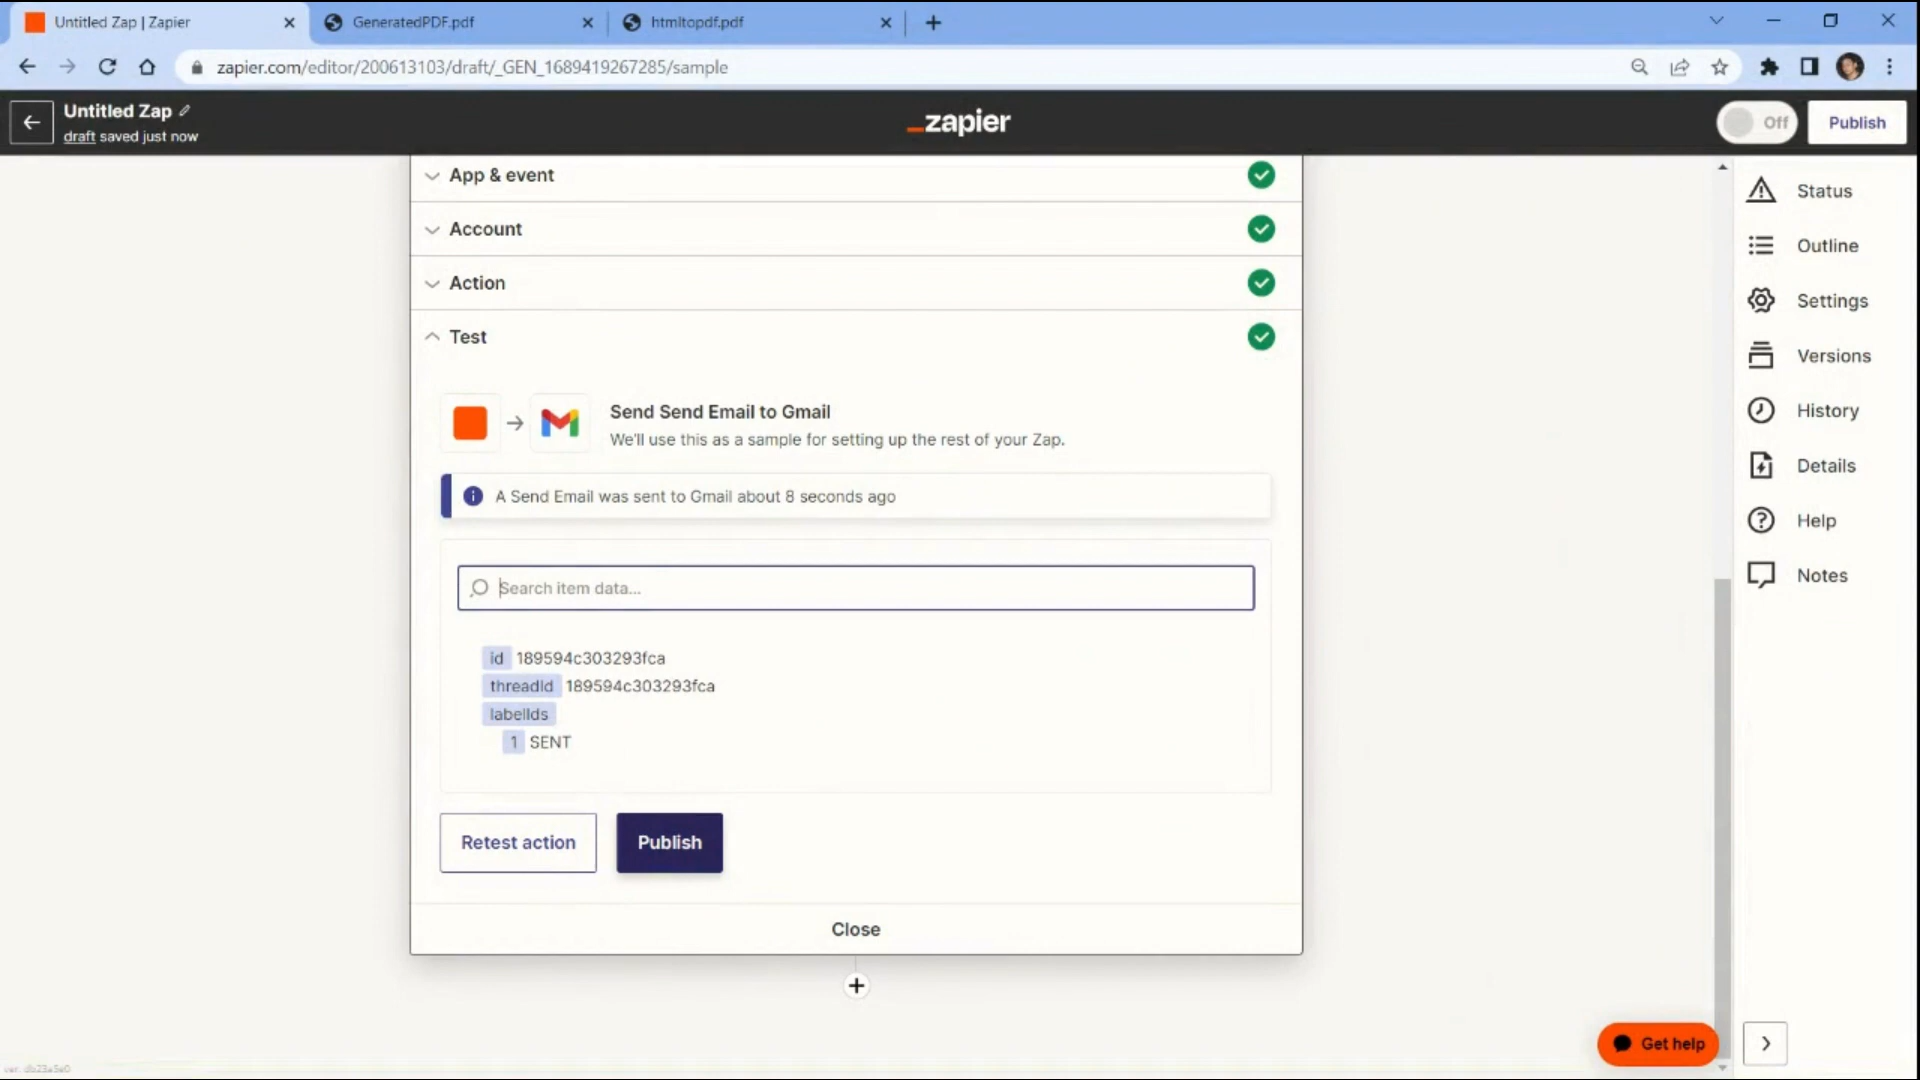 Untitled Zap | Zapier
GeneratedPDF.pdf
htmltopdf.pdf
zapier.com/editor/200613103/draft/_GEN_1689419267285/sample
Untitled Zap
draft saved just now
_zapier
Off
Publish
App & event
Account
Action
Test
Send Send Email to Gmail
We'll use this as a sample for setting up the rest of your Zap.
A Send Email was sent to Gmail about 8 seconds ago
Search item data...
id 189594c303293fca
threadId 189594c303293fca
labelIds
1 SENT
Retest action
Publish
Close
Status
Outline
Settings
Versions
History
Details
Help
Notes
Get help
ver. db23a5e0